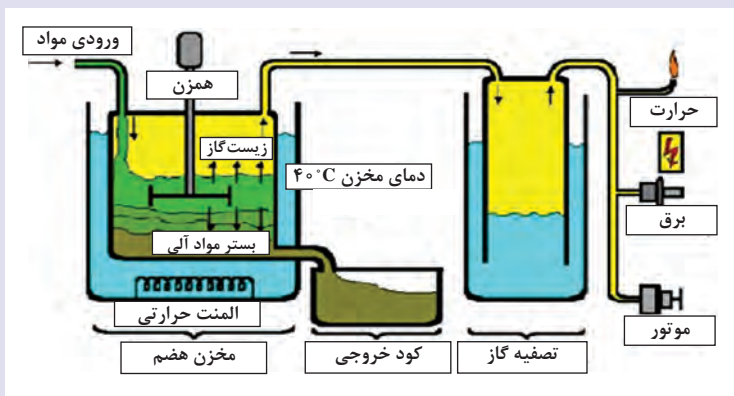 ورودی مواد
همزن
زیست‌گاز
دمای مخزن ۴۰°C
بستر مواد آلی
المنت حرارتی
مخزن هضم
کود خروجی
تصفیه گاز
حرارت
برق
موتور